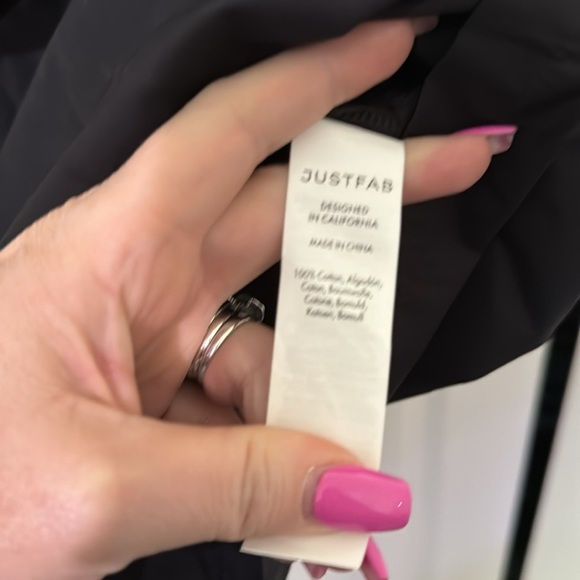 JUSTFAB
DESIGNED
IN CALIFORNIA
MADE IN CHINA
100% Cotton, Algodón,
Coton, Baumwolle,
Cotone, Bomuld,
Katoen, Bomull